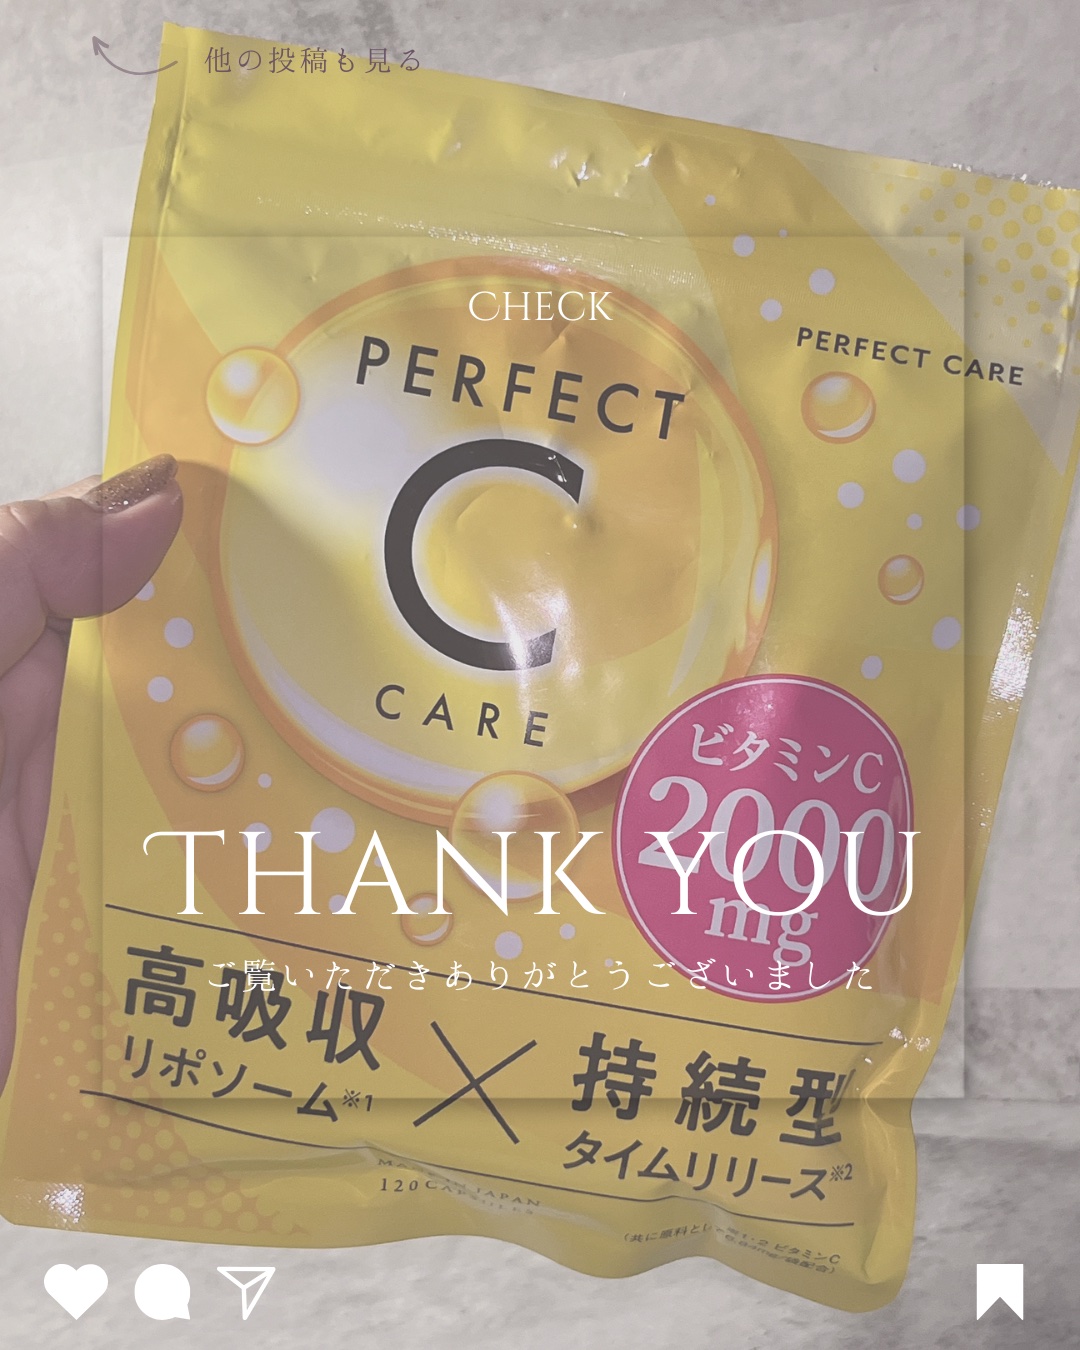 他の投稿も見る
CHECK
PERFECT
C
CARE
PERFECT CARE
ビタミンC
2000
mg
THANK YOU
ご覧いただきありがとうございました
高吸収
リポソーム※1
×
持続型
タイムリリース※2
MADE IN JAPAN
120 CAPSULES